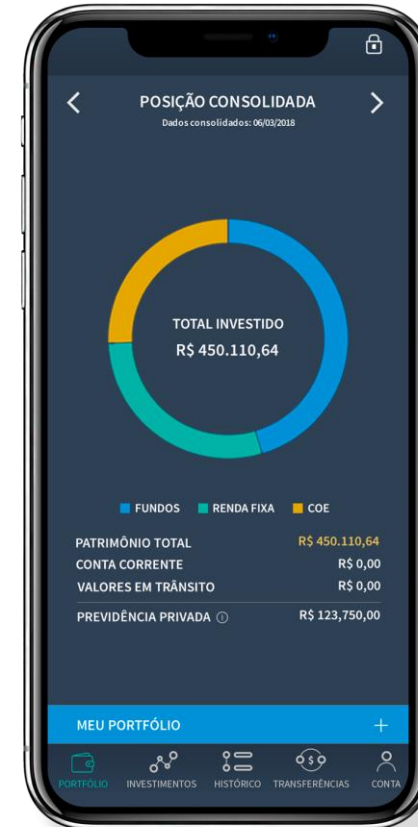 POSIÇÃO CONSOLIDADA
Dados consolidados: 06/03/2018
TOTAL INVESTIDO
R$ 450.110,64
FUNDOS RENDA FIXA COE
PATRIMÔNIO TOTAL R$ 450.110,64
CONTA CORRENTE R$ 0,00
VALORES EM TRÂNSITO R$ 0,00
PREVIDÊNCIA PRIVADA R$ 123,750,00
MEU PORTFÓLIO +
PORTFÓLIO INVESTIMENTOS HISTÓRICO TRANSFERÊNCIAS CONTA